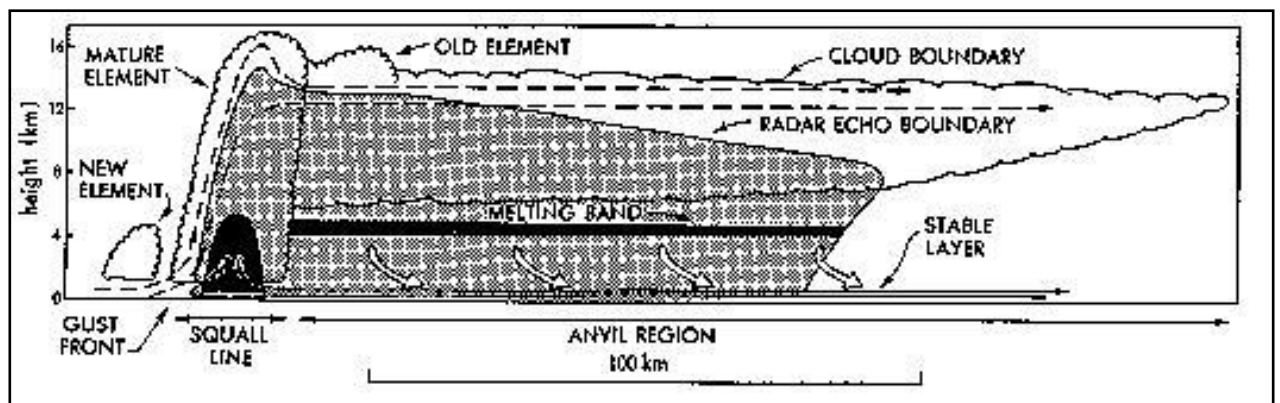 16
12
8
4
0
height (km)
MATURE
ELEMENT
OLD ELEMENT
CLOUD BOUNDARY
RADAR ECHO BOUNDARY
NEW
ELEMENT
MELTING BAND
STABLE
LAYER
GUST
FRONT
SQUALL
LINE
ANVIL REGION
100 km